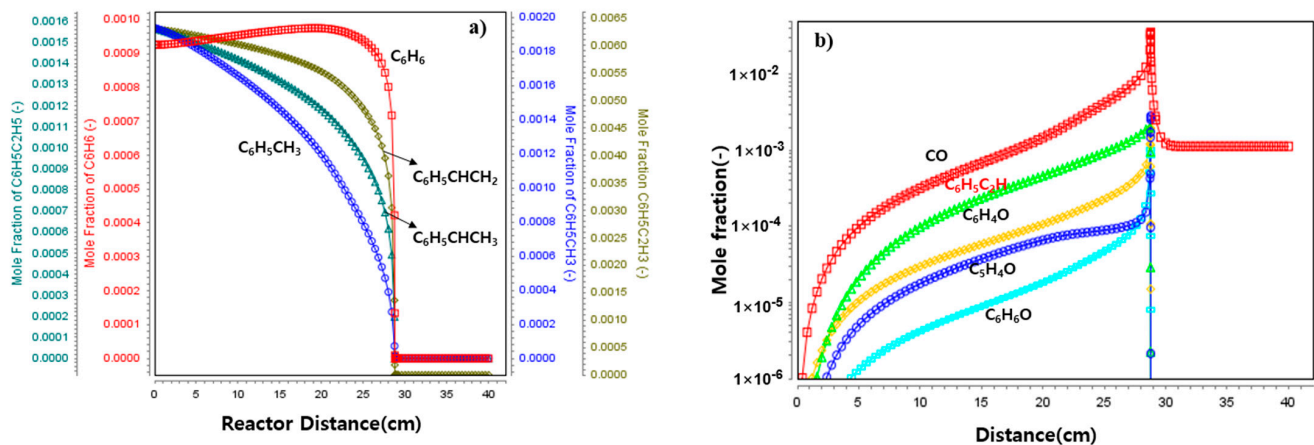 a)
Mole Fraction of C6H5C2H5 (-)
0.0016
0.0015
0.0014
0.0013
0.0012
0.0011
0.0010
0.0009
0.0008
0.0007
0.0006
0.0005
0.0004
0.0003
0.0002
0.0001
0.0000
Mole Fraction of C6H6 (-)
0.0010
0.0009
0.0008
0.0007
0.0006
0.0005
0.0004
0.0003
0.0002
0.0001
0.0000
C6H6
C6H5CH3
C6H5CHCH2
C6H5CHCH3
0 5 10 15 20 25 30 35 40
Reactor Distance(cm)
0.0020
0.0018
0.0016
0.0014
0.0012
0.0010
0.0008
0.0006
0.0004
0.0002
0.0000
Mole Fraction of C6H5CH3 (-)
0.0065
0.0060
0.0055
0.0050
0.0045
0.0040
0.0035
0.0030
0.0025
0.0020
0.0015
0.0010
0.0005
0.0000
Mole Fraction of C6H5C2H3 (-)
b)
Mole fraction(-)
1×10-2
1×10-3
1×10-4
1×10-5
1×10-6
CO
C6H5C2H
C6H4O
C5H4O
C6H6O
0 5 10 15 20 25 30 35 40
Distance(cm)